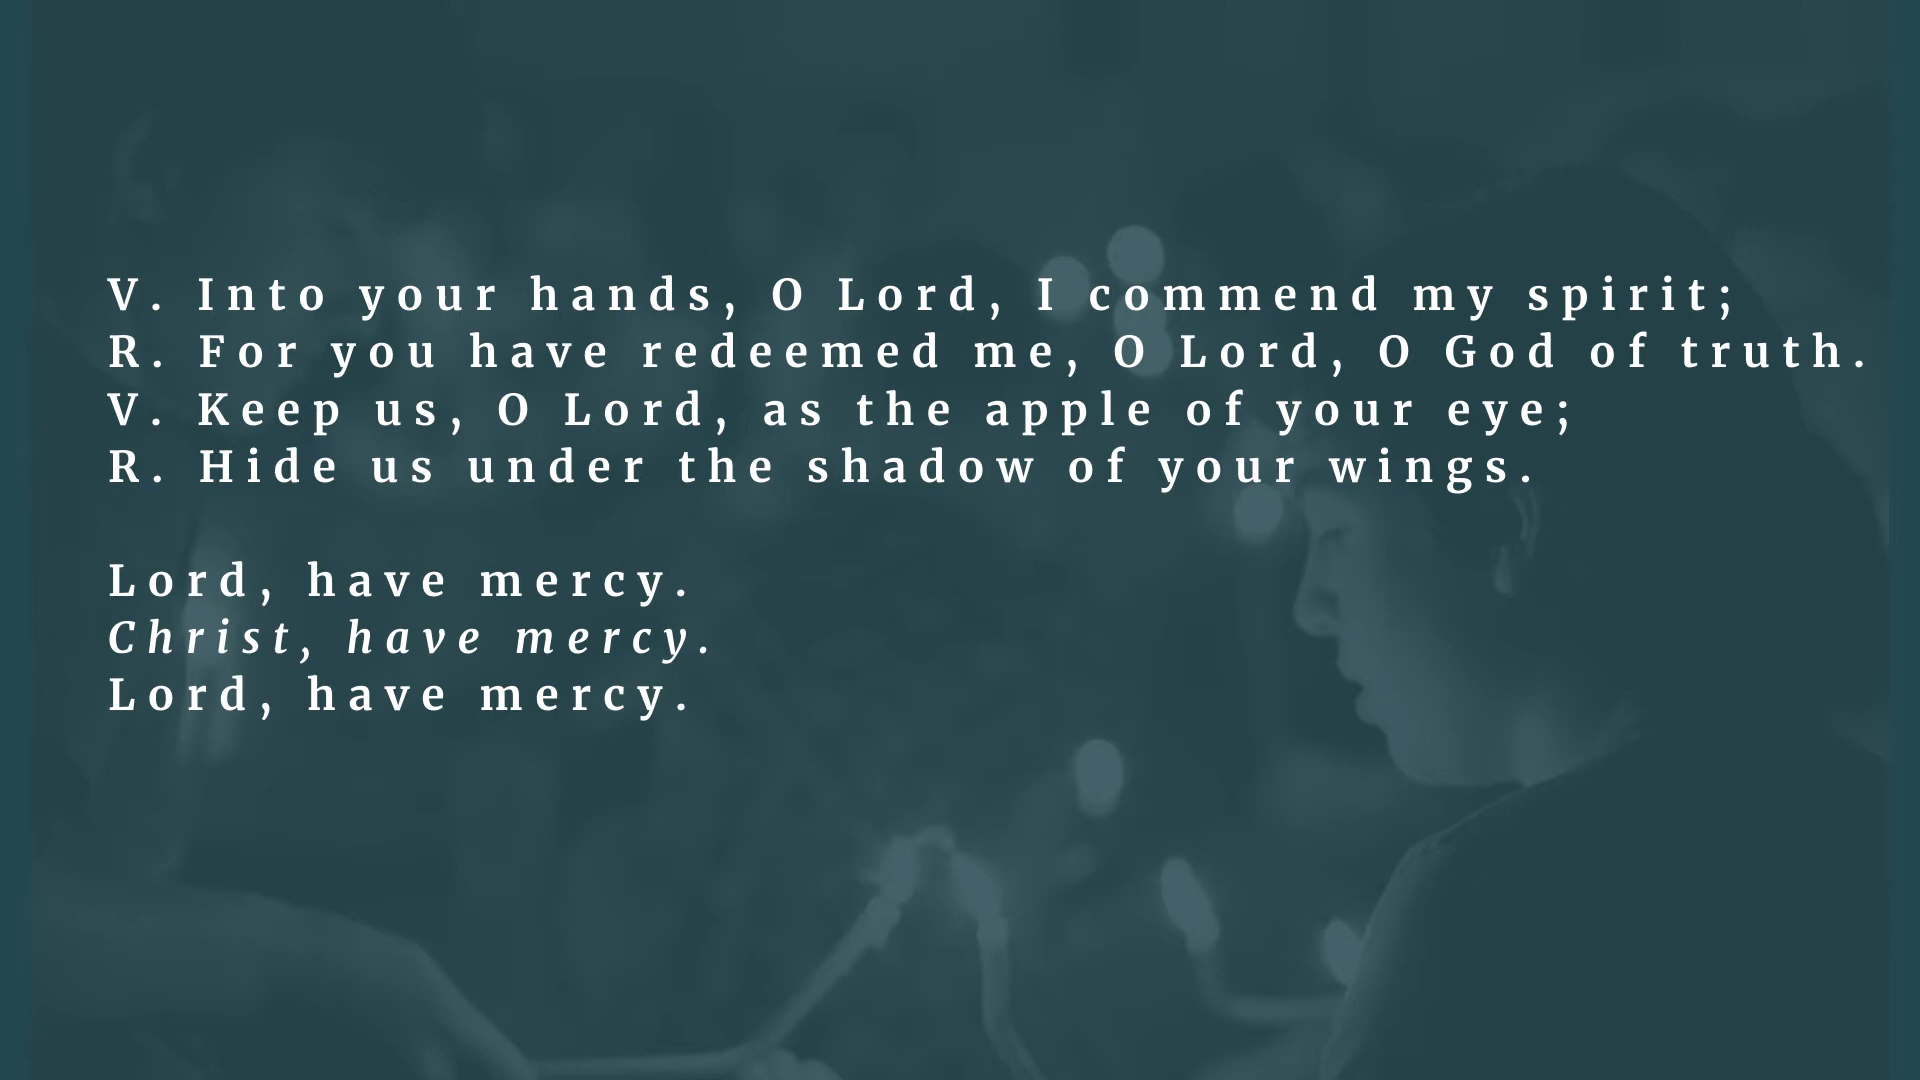 V. Into your hands, O Lord, I commend my spirit;
R. For you have redeemed me, O Lord, O God of truth.
V. Keep us, O Lord, as the apple of your eye;
R. Hide us under the shadow of your wings.
Lord, have mercy.
Christ, have mercy.
Lord, have mercy.